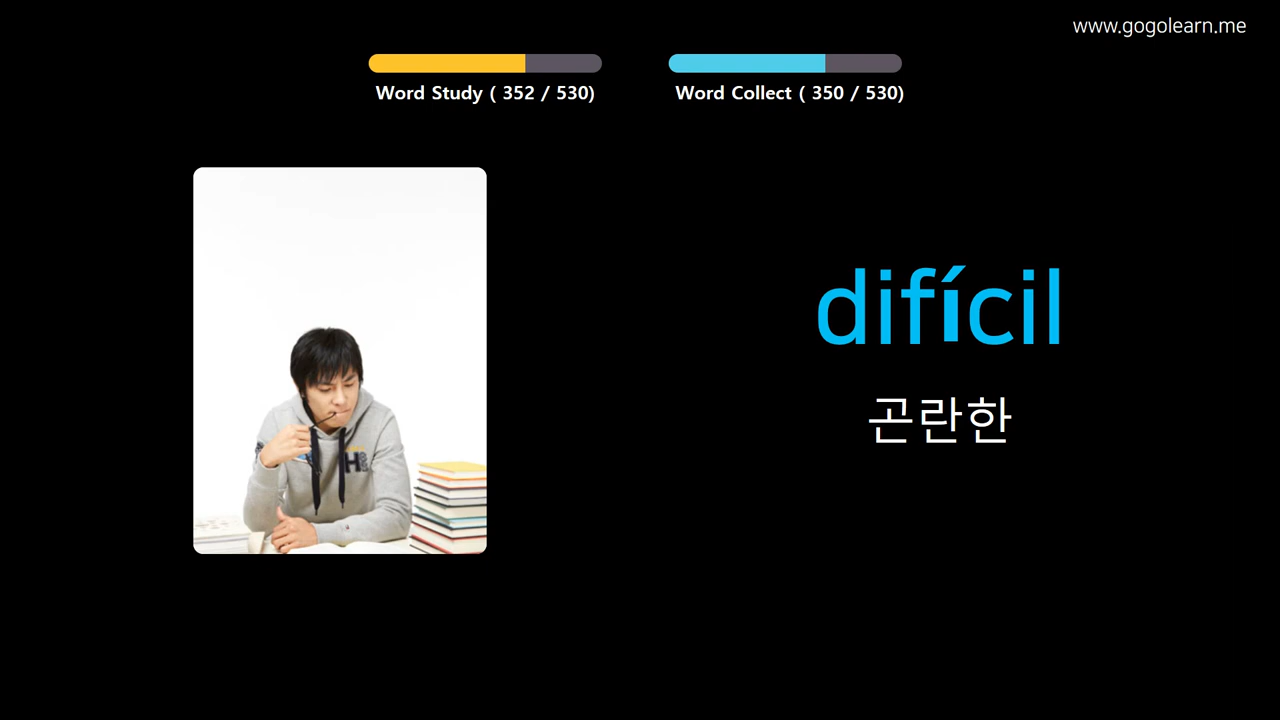 www.gogolearn.me
Word Study ( 352 / 530)
Word Collect ( 350 / 530)
difícil
곤란한
H